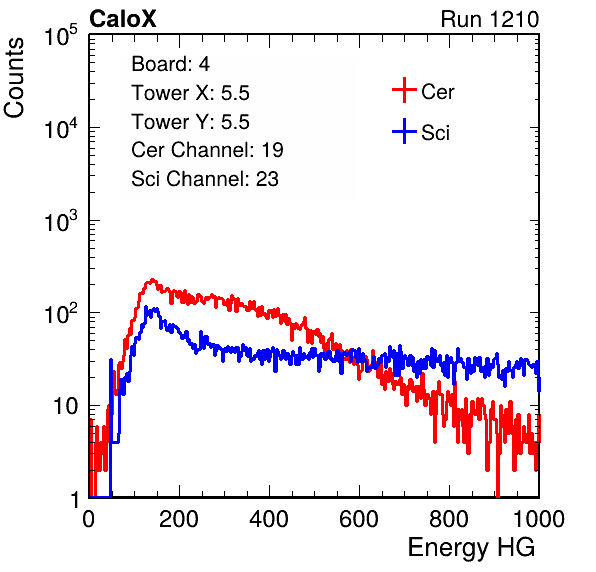 CaloX Run 1210
Counts
Board: 4
Tower X: 5.5
Tower Y: 5.5
Cer Channel: 19
Sci Channel: 23
Cer
Sci
10^5
10^4
10^3
10^2
10
1
0 200 400 600 800 1000
Energy HG